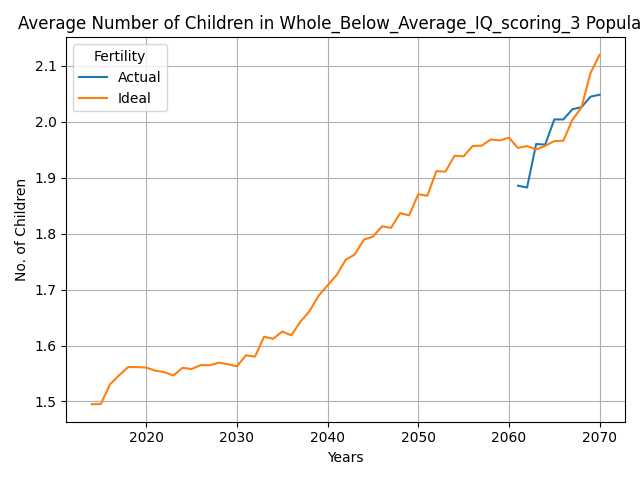 Average Number of Children in Whole_Below_Average_IQ_scoring_3 Popula
Fertility
Actual
Ideal
No. of Children
2.1
2.0
1.9
1.8
1.7
1.6
1.5
2020 2030 2040 2050 2060 2070
Years